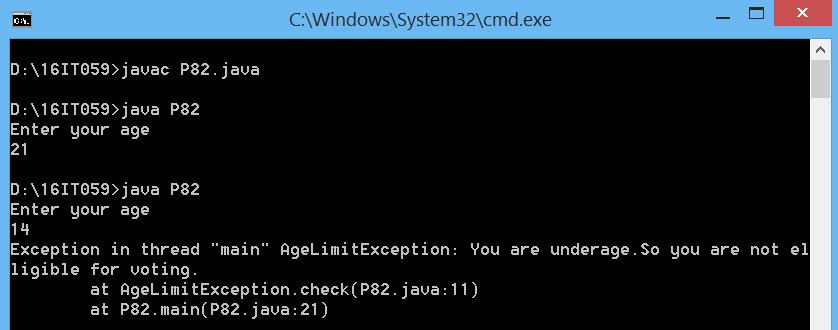 C:\Windows\System32\cmd.exe
D:\16IT059>javac P82.java
D:\16IT059>java P82
Enter your age
21
D:\16IT059>java P82
Enter your age
14
Exception in thread "main" AgeLimitException: You are underage.So you are not el
ligible for voting.
at AgeLimitException.check(P82.java:11)
at P82.main(P82.java:21)